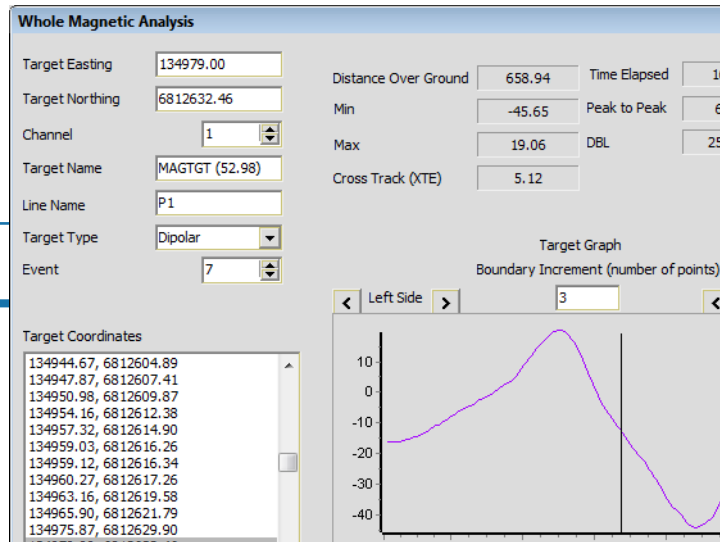 Whole Magnetic Analysis
Target Easting 134979.00
Target Northing 6812632.46
Channel 1
Target Name MAGTGT (52.98)
Line Name P1
Target Type Dipolar
Event 7
Distance Over Ground 658.94 Time Elapsed
Min -45.65 Peak to Peak
Max 19.06 DBL
Cross Track (XTE) 5.12
Target Graph
Boundary Increment (number of points)
< Left Side > 3 <
10
0
-10
-20
-30
-40
Target Coordinates
134944.67, 6812604.89
134947.87, 6812607.41
134950.98, 6812609.87
134954.16, 6812612.38
134957.32, 6812614.90
134959.03, 6812616.26
134959.12, 6812616.34
134960.27, 6812617.26
134963.16, 6812619.58
134965.90, 6812621.79
134975.87, 6812629.90